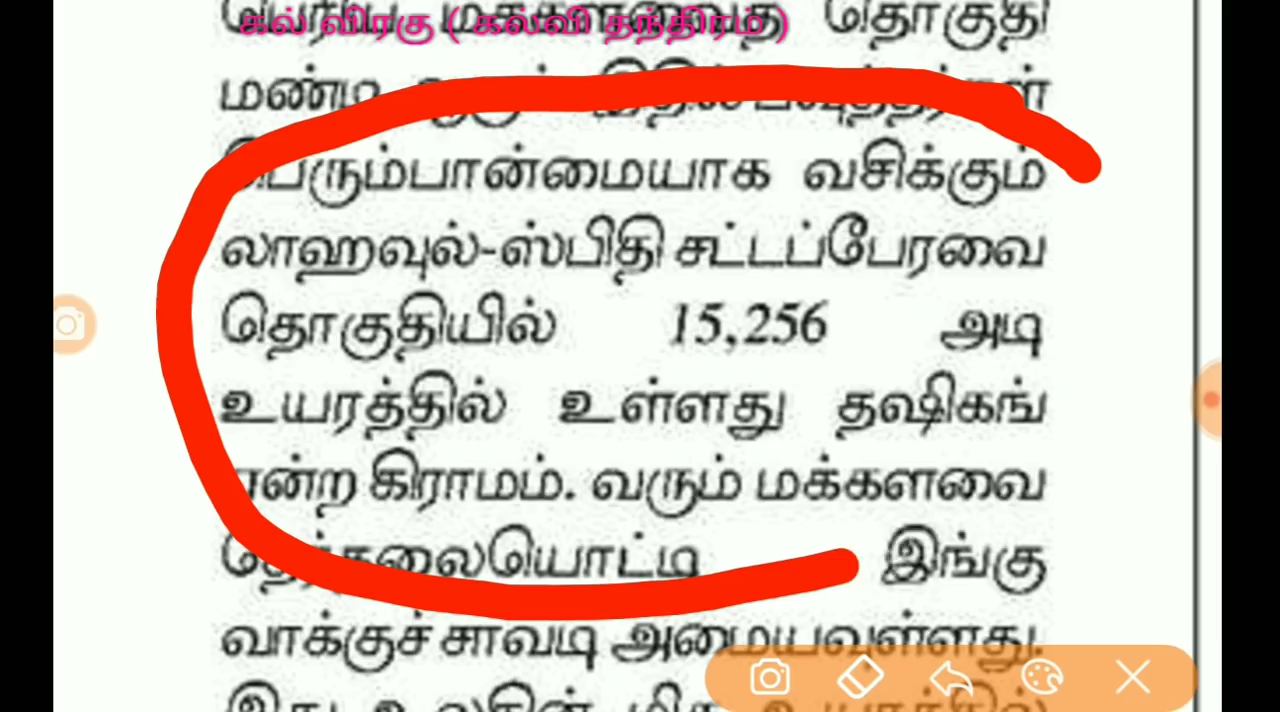 கல் விரகு ( கல்வி தந்திரம் )
தொகுதி
மண்டி
பெரும்பான்மையாக வசிக்கும்
லாஹவுல்-ஸ்பிதி சட்டப்பேரவை
தொகுதியில் 15,256 அடி
உயரத்தில் உள்ளது தஷிகங்
என்ற கிராமம். வரும் மக்களவை
தேர்தலையொட்டி இங்கு
வாக்குச்சாவடி அமையவுள்ளது.